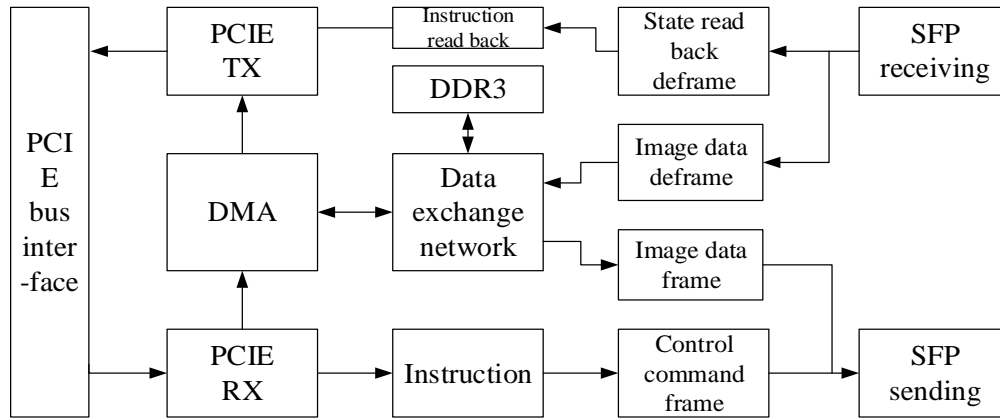 PCI
E
bus
inter
-face
PCIE
TX
Instruction
read back
State read
back
deframe
SFP
receiving
DDR3
DMA
Data
exchange
network
Image data
deframe
Image data
frame
PCIE
RX
Instruction
Control
command
frame
SFP
sending